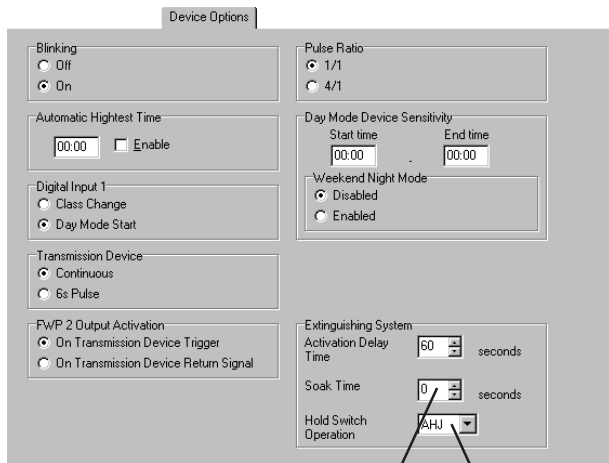 Device Options
Blinking
Off
On
Automatic Highest Time
00:00 Enable
Digital Input 1
Class Change
Day Mode Start
Transmission Device
Continuous
6s Pulse
FWP 2 Output Activation
On Transmission Device Trigger
On Transmission Device Return Signal
Pulse Ratio
1/1
4/1
Day Mode Device Sensitivity
Start time End time
00:00 - 00:00
Weekend Night Mode
Disabled
Enabled
Extinguishing System
Activation Delay
Time 60 seconds
Soak Time 0 seconds
Hold Switch
Operation AHJ